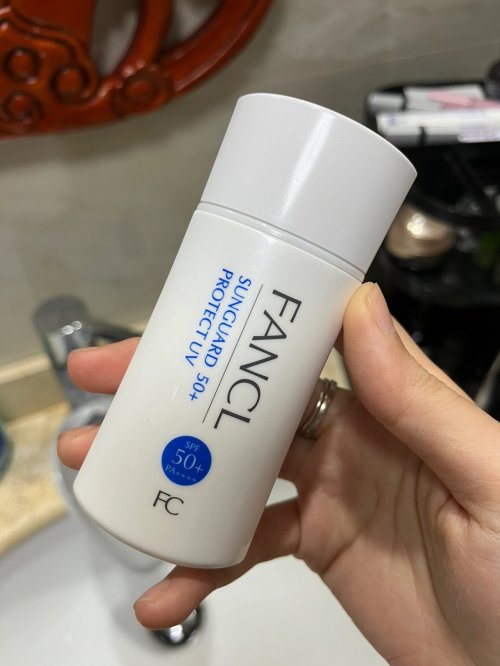 FANCL
SUNGUARD 50+
PROTECT UV
SPF
50+
PA++++
FC